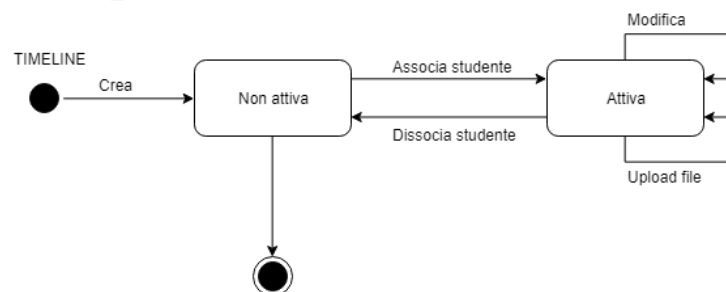 Modifica
TIMELINE
Crea
Non attiva
Associa studente
Attiva
Dissocia studente
Upload file